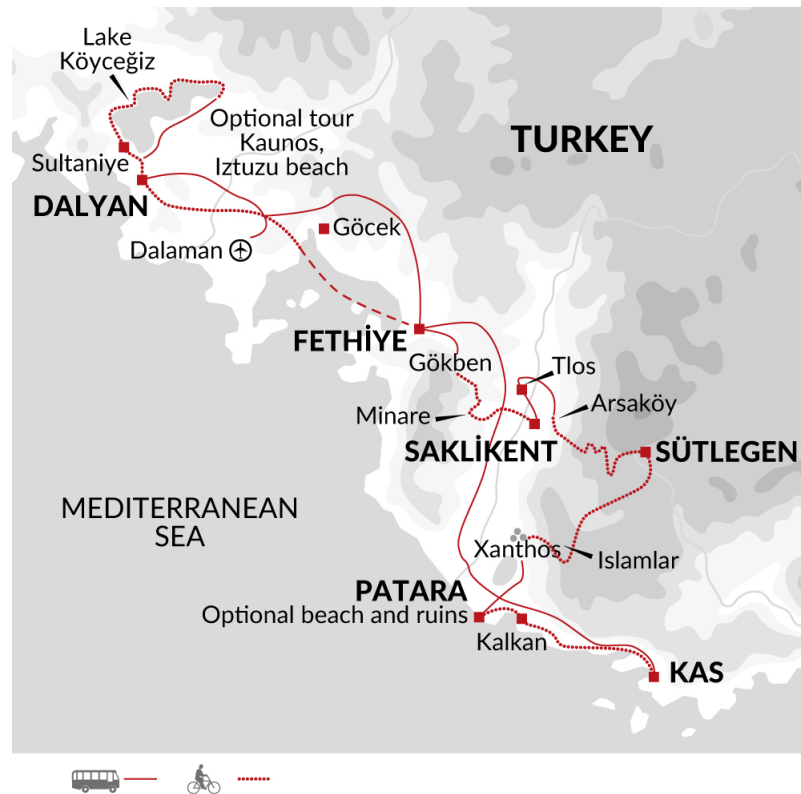 Lake
Köyceğiz
Optional tour
Kaunos,
Iztuzu beach
TURKEY
Sultaniye
DALYAN
Göcek
Dalaman
FETHİYE
Gökben
Tlos
Minare
Arsaköy
SAKLİKENT
SÜTLEGEN
MEDITERRANEAN
SEA
Xanthos
Islamlar
PATARA
Optional beach and ruins
Kalkan
KAS